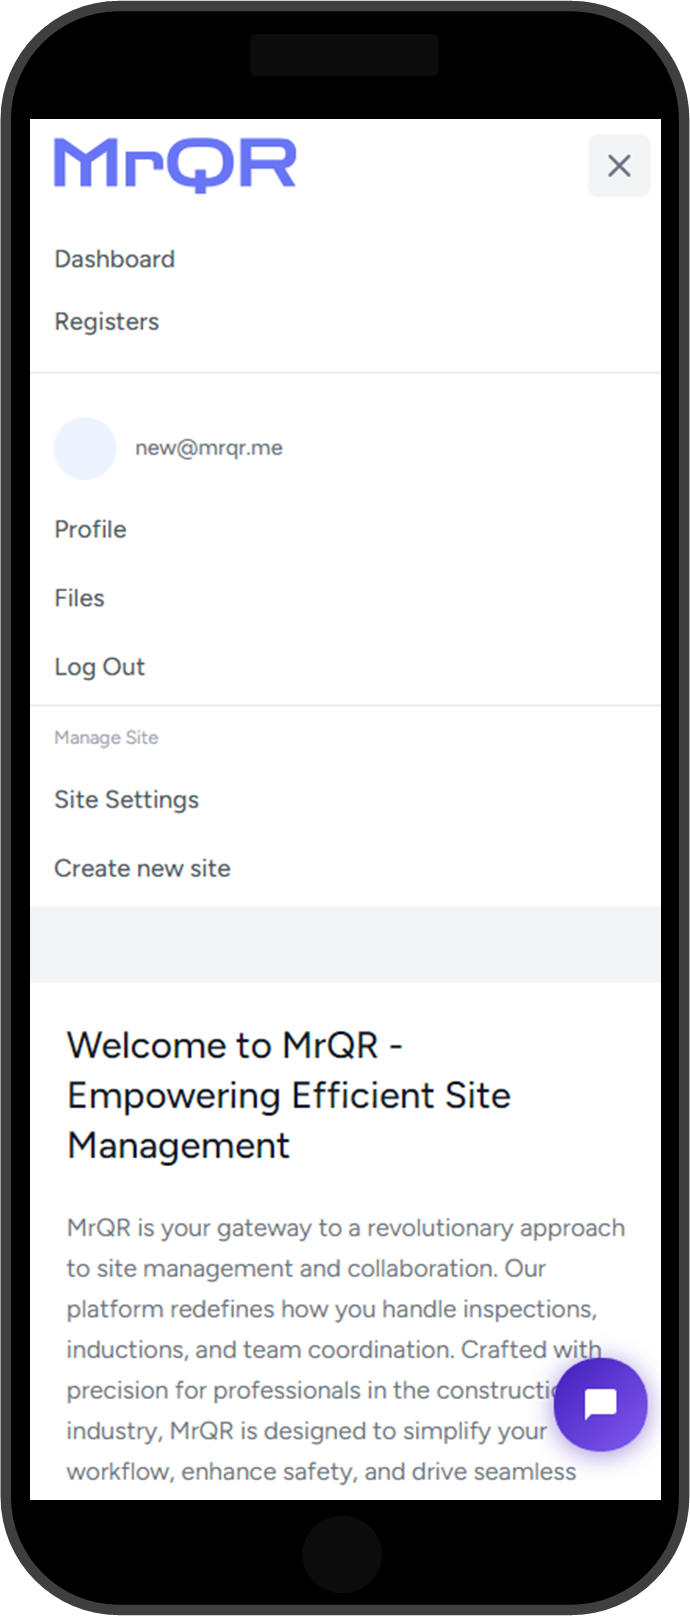 MrQR
Dashboard
Registers
new@mrqr.me
Profile
Files
Log Out
Manage Site
Site Settings
Create new site
Welcome to MrQR -
Empowering Efficient Site
Management
MrQR is your gateway to a revolutionary approach
to site management and collaboration. Our
platform redefines how you handle inspections,
inductions, and team coordination. Crafted with
precision for professionals in the constructi
industry, MrQR is designed to simplify your
workflow, enhance safety, and drive seamless